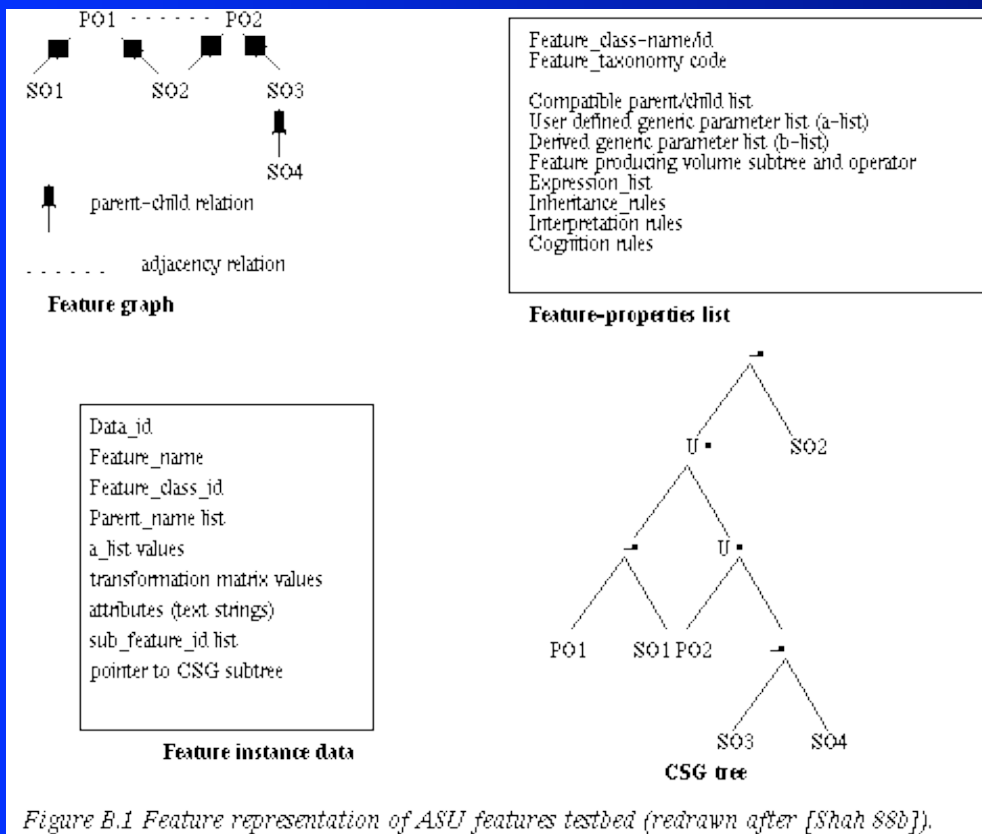 PO1 - - - - - - PO2
SO1 SO2 SO3
SO4
parent-child relation
- - - - - - adjacency relation
Feature graph
Feature_class-name/id
Feature_taxonomy code
Compatible parent/child list
User defined generic parameter list (a-list)
Derived generic parameter list (b-list)
Feature producing volume subtree and operator
Expression_list
Inheritance_rules
Interpretation rules
Cognition rules
Feature-properties list
Data_id
Feature_name
Feature_class_id
Parent_name list
a_list values
transformation matrix values
attributes (text strings)
sub_feature_id list
pointer to CSG subtree
Feature instance data
-*
U * SO2
-* U *
PO1 SO1 PO2 -*
SO3 SO4
CSG tree
Figure B.1 Feature representation of ASU features testbed (redrawn after [Shah 88b]).